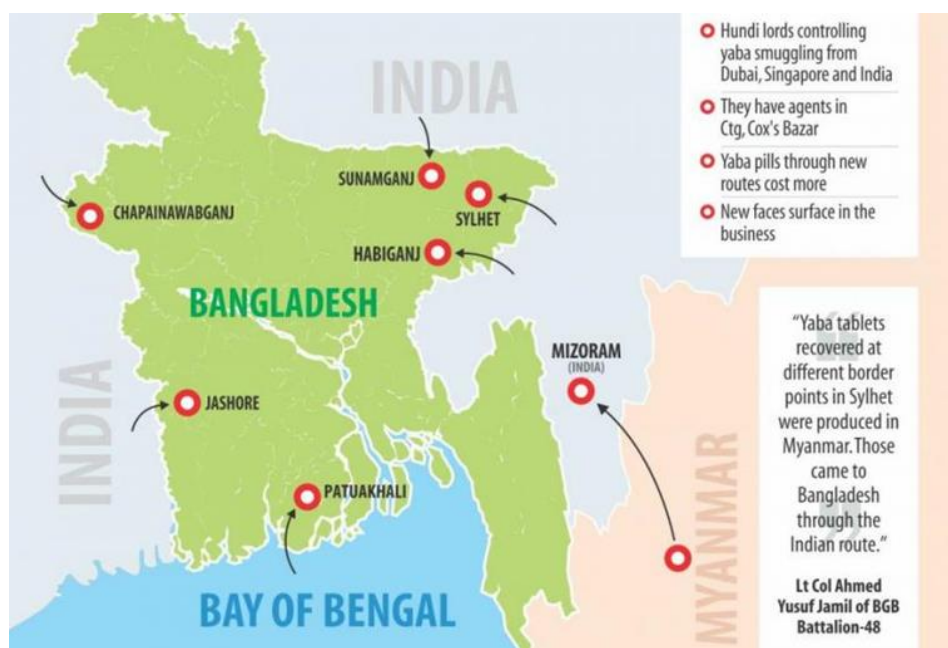 INDIA
SUNAMGANJ
SYLHET
CHAPAINAWABGANJ
HABIGANJ
BANGLADESH
INDIA
JASHORE
PATUAKHALI
BAY OF BENGAL
MIZORAM
(INDIA)
MYANMAR
Hundi lords controlling
yaba smuggling from
Dubai, Singapore and India
They have agents in
Ctg, Cox's Bazar
Yaba pills through new
routes cost more
New faces surface in the
business
“Yaba tablets
recovered at
different border
points in Sylhet
were produced in
Myanmar. Those
came to
Bangladesh
through the
Indian route.”
Lt Col Ahmed
Yusuf Jamil of BGB
Battalion-48